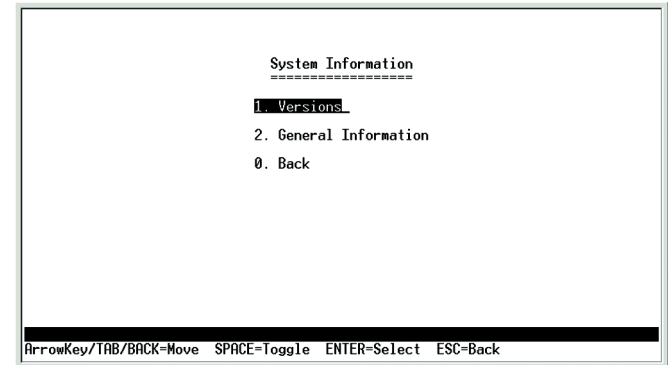 System Information
==================
1. Versions_
2. General Information
0. Back
ArrowKey/TAB/BACK=Move SPACE=Toggle ENTER=Select ESC=Back